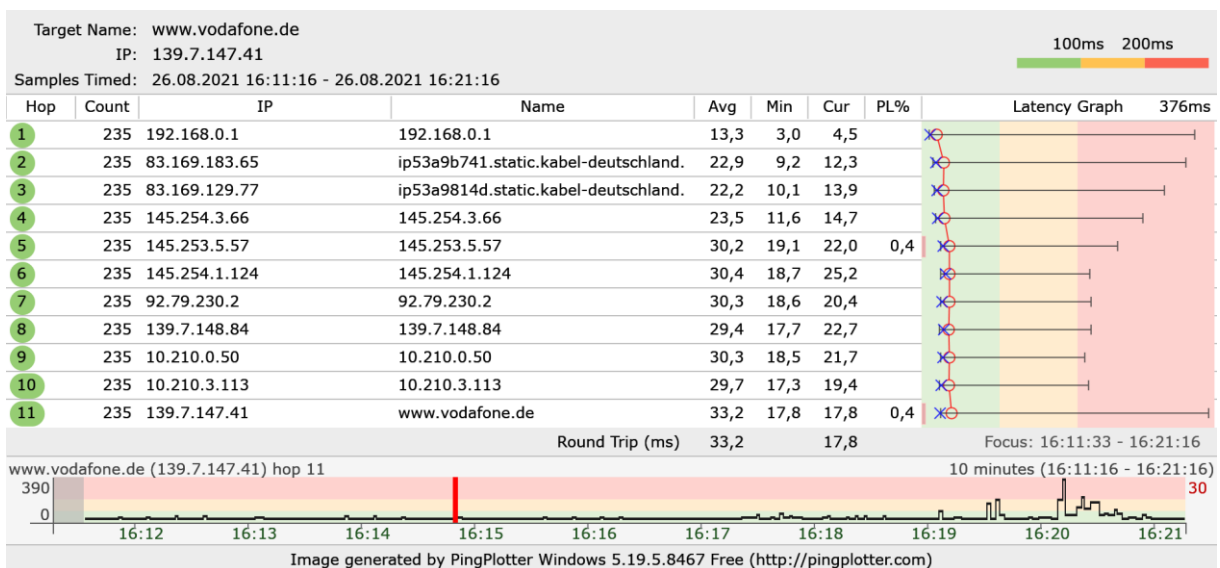 Target Name: www.vodafone.de
IP: 139.7.147.41
100ms 200ms
Samples Timed: 26.08.2021 16:11:16 - 26.08.2021 16:21:16
Hop Count IP Name Avg Min Cur PL% Latency Graph 376ms
1 235 192.168.0.1 192.168.0.1 13,3 3,0 4,5
2 235 83.169.183.65 ip53a9b741.static.kabel-deutschland. 22,9 9,2 12,3
3 235 83.169.129.77 ip53a9814d.static.kabel-deutschland. 22,2 10,1 13,9
4 235 145.254.3.66 145.254.3.66 23,5 11,6 14,7
5 235 145.253.5.57 145.253.5.57 30,2 19,1 22,0 0,4
6 235 145.254.1.124 145.254.1.124 30,4 18,7 25,2
7 235 92.79.230.2 92.79.230.2 30,3 18,6 20,4
8 235 139.7.148.84 139.7.148.84 29,4 17,7 22,7
9 235 10.210.0.50 10.210.0.50 30,3 18,5 21,7
10 235 10.210.3.113 10.210.3.113 29,7 17,3 19,4
11 235 139.7.147.41 www.vodafone.de 33,2 17,8 17,8 0,4
Round Trip (ms) 33,2 17,8 Focus: 16:11:33 - 16:21:16
www.vodafone.de (139.7.147.41) hop 11 10 minutes (16:11:16 - 16:21:16)
390 30
0
16:12 16:13 16:14 16:15 16:16 16:17 16:18 16:19 16:20 16:21
Image generated by PingPlotter Windows 5.19.5.8467 Free (http://pingplotter.com)